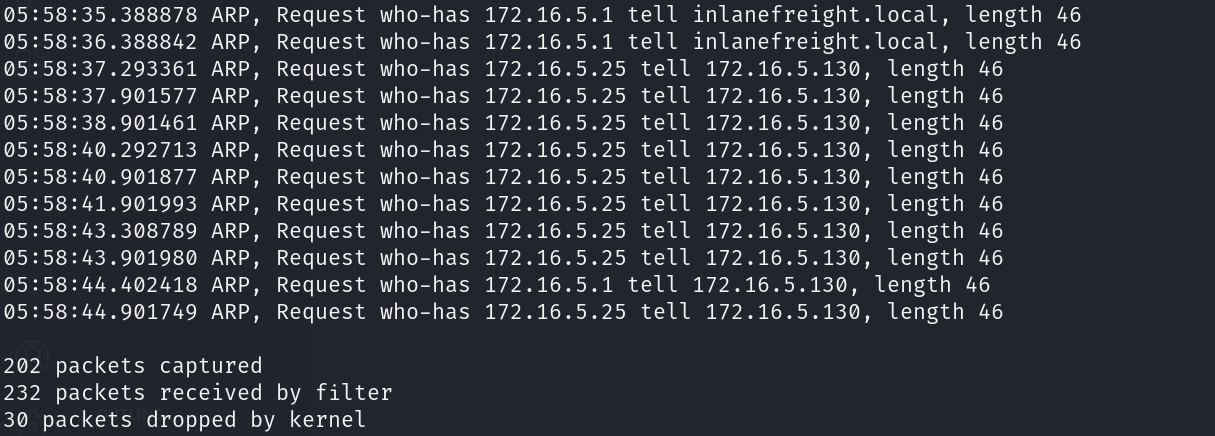 05:58:35.388878 ARP, Request who-has 172.16.5.1 tell inlanefreight.local, length 46
05:58:36.388842 ARP, Request who-has 172.16.5.1 tell inlanefreight.local, length 46
05:58:37.293361 ARP, Request who-has 172.16.5.25 tell 172.16.5.130, length 46
05:58:37.901577 ARP, Request who-has 172.16.5.25 tell 172.16.5.130, length 46
05:58:38.901461 ARP, Request who-has 172.16.5.25 tell 172.16.5.130, length 46
05:58:40.292713 ARP, Request who-has 172.16.5.25 tell 172.16.5.130, length 46
05:58:40.901877 ARP, Request who-has 172.16.5.25 tell 172.16.5.130, length 46
05:58:41.901993 ARP, Request who-has 172.16.5.25 tell 172.16.5.130, length 46
05:58:43.308789 ARP, Request who-has 172.16.5.25 tell 172.16.5.130, length 46
05:58:43.901980 ARP, Request who-has 172.16.5.25 tell 172.16.5.130, length 46
05:58:44.402418 ARP, Request who-has 172.16.5.1 tell 172.16.5.130, length 46
05:58:44.901749 ARP, Request who-has 172.16.5.25 tell 172.16.5.130, length 46
202 packets captured
232 packets received by filter
30 packets dropped by kernel